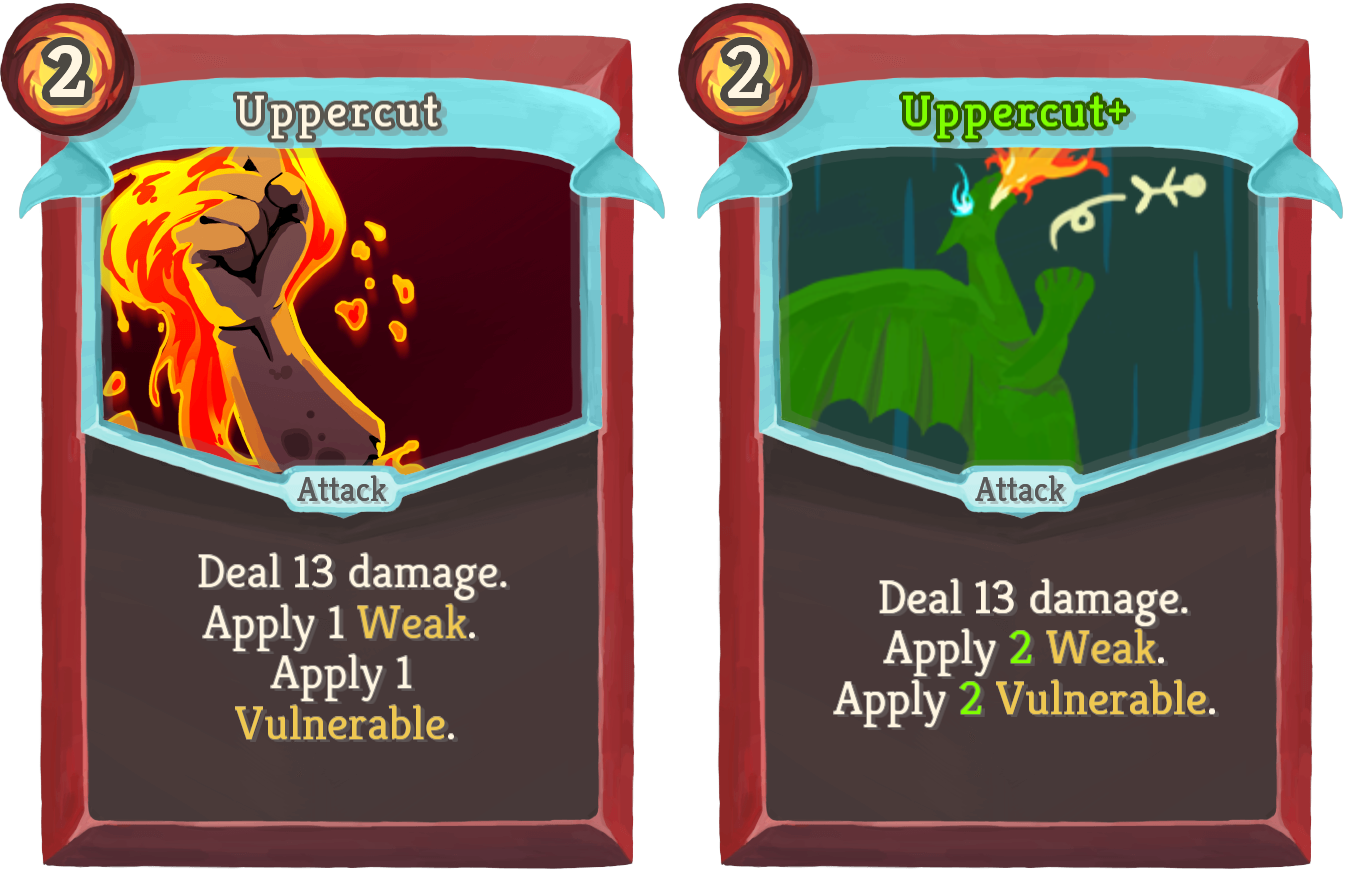 2
Uppercut
Attack
Deal 13 damage.
Apply 1 Weak.
Apply 1
Vulnerable.
2
Uppercut+
Attack
Deal 13 damage.
Apply 2 Weak.
Apply 2 Vulnerable.